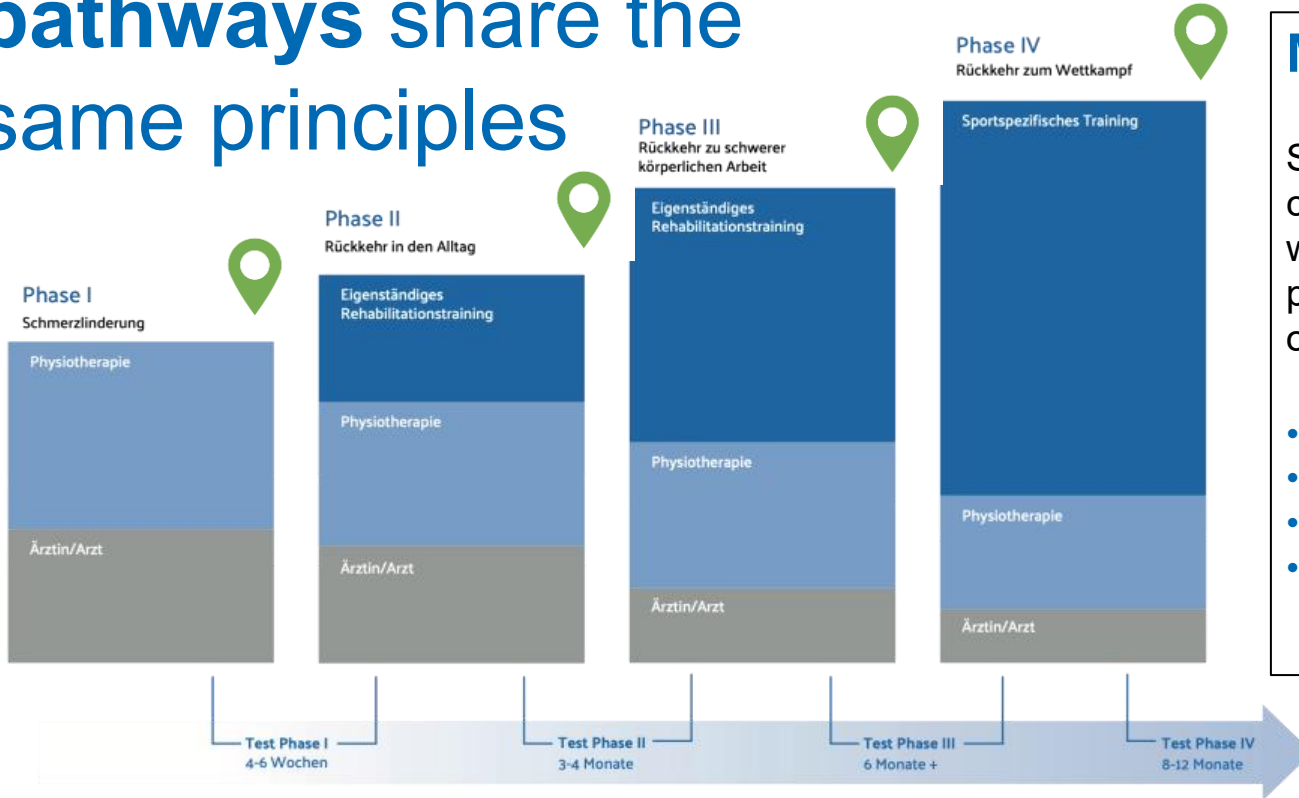 pathways share the
same principles
Phase I
Schmerzlinderung
Physiotherapie
Ärztin/Arzt
Phase II
Rückkehr in den Alltag
Eigenständiges
Rehabilitationstraining
Physiotherapie
Ärztin/Arzt
Phase III
Rückkehr zu schwerer
körperlichen Arbeit
Eigenständiges
Rehabilitationstraining
Physiotherapie
Ärztin/Arzt
Phase IV
Rückkehr zum Wettkampf
Sportspezifisches Training
Physiotherapie
Ärztin/Arzt
Test Phase I
4-6 Wochen
Test Phase II
3-4 Monate
Test Phase III
6 Monate +
Test Phase IV
8-12 Monate